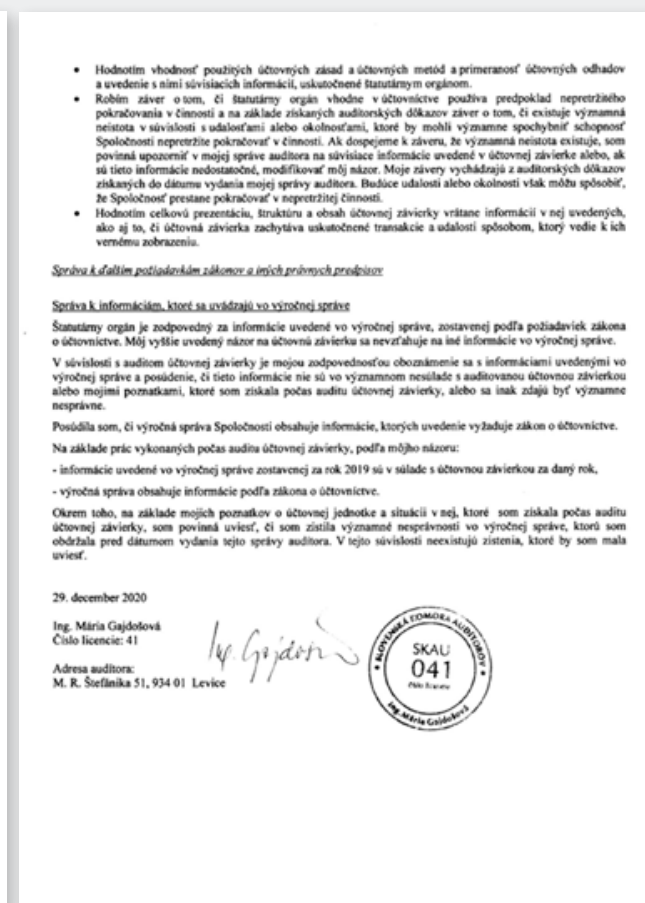 • Hodnotím vhodnosť použitých účtovných zásad a účtovných metód a primeranosť účtovných odhadov
a uvedenie s nimi súvisiacich informácií, uskutočnené štatutárnym orgánom.
• Robím záver o tom, či štatutárny orgán vhodne v účtovníctve používa predpoklad nepretržitého
pokračovania v činnosti a na základe získaných audítorských dôkazov záver o tom, či existuje významná
neistota v súvislosti s udalosťami alebo okolnosťami, ktoré by mohli významne spochybniť schopnosť
Spoločnosti nepretržite pokračovať v činnosti. Ak dospejem k záveru, že významná neistota existuje, som
povinná upozorniť v mojej správe audítora na súvisiace informácie uvedené v účtovnej závierke alebo, ak
sú tieto informácie nedostatočné, modifikovať môj názor. Moje závery vychádzajú z audítorských dôkazov
získaných do dátumu vydania mojej správy audítora. Budúce udalosti alebo okolnosti však môžu spôsobiť,
že Spoločnosť prestane pokračovať v nepretržitej činnosti.
• Hodnotím celkovú prezentáciu, štruktúru a obsah účtovnej závierky vrátane informácií v nej uvedených,
ako aj to, či účtovná závierka zachytáva uskutočnené transakcie a udalosti spôsobom, ktorý vedie k ich
vernému zobrazeniu.
Správa k ďalším požiadavkám zákonov a iných právnych predpisov
Správa k informáciám, ktoré sa uvádzajú vo výročnej správe
Štatutárny orgán je zodpovedný za informácie uvedené vo výročnej správe, zostavenej podľa požiadaviek zákona
o účtovníctve. Môj vyššie uvedený názor na účtovnú závierku sa nevzťahuje na iné informácie vo výročnej správe.
V súvislosti s auditom účtovnej závierky je mojou zodpovednosťou oboznámenie sa s informáciami uvedenými vo
výročnej správe a posúdenie, či tieto informácie nie sú vo významnom nesúlade s auditovanou účtovnou závierkou
alebo mojimi poznatkami, ktoré som získala počas auditu účtovnej závierky, alebo sa inak zdajú byť významne
nesprávne.
Posúdila som, či výročná správa Spoločnosti obsahuje informácie, ktorých uvedenie vyžaduje zákon o účtovníctve.
Na základe prác vykonaných počas auditu účtovnej závierky, podľa môjho názoru:
- informácie uvedené vo výročnej správe zostavenej za rok 2019 sú v súlade s účtovnou závierkou za daný rok,
- výročná správa obsahuje informácie podľa zákona o účtovníctve.
Okrem toho, na základe mojich poznatkov o účtovnej jednotke a situácii v nej, ktoré som získala počas auditu
účtovnej závierky, som povinná uviesť, či som zistila významné nesprávnosti vo výročnej správe, ktorú som
obdržala pred dátumom vydania tejto správy audítora. V tejto súvislosti neexistujú zistenia, ktoré by som mala
uviesť.
29. december 2020
Ing. Mária Gajdošová
Číslo licencie: 41
Adresa audítora:
M. R. Štefánika 51, 934 01 Levice
Ing. Gajdoš
SLOVENSKÁ KOMORA AUDÍTOROV
SKAU
041
číslo licencie
Ing. Mária Gajdošová